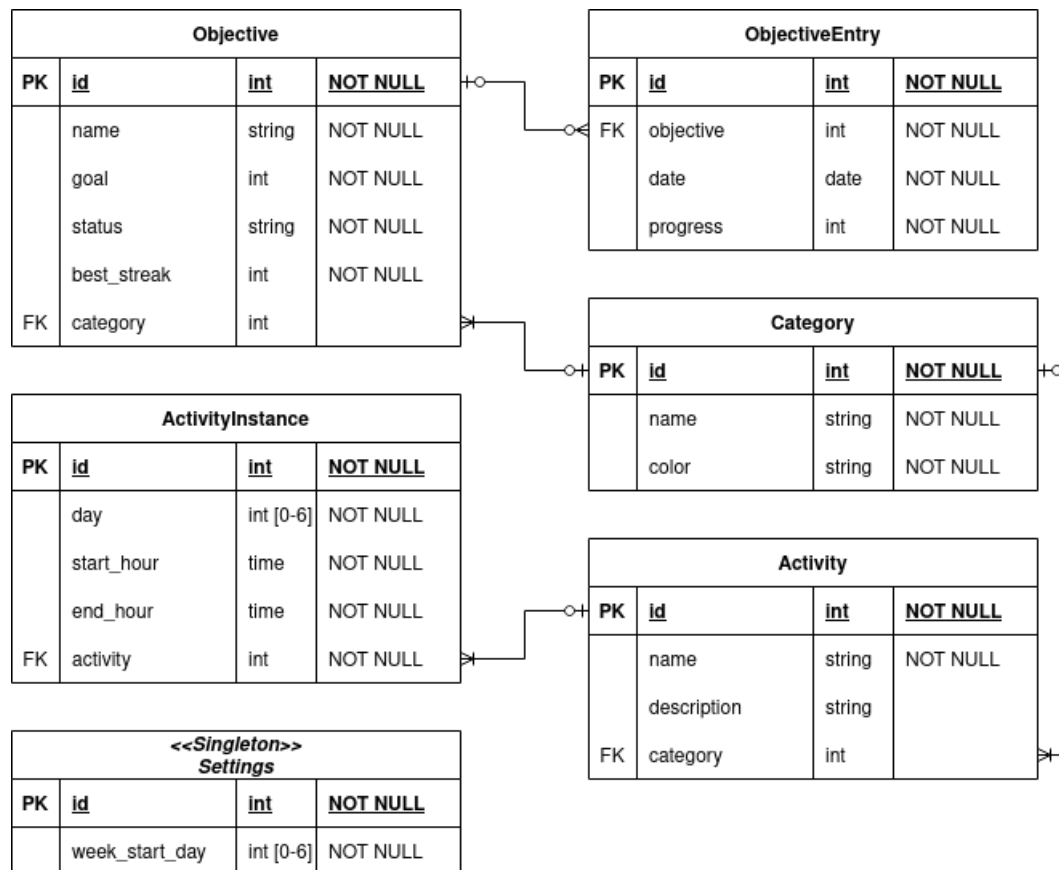 Objective
PK id int NOT NULL
name string NOT NULL
goal int NOT NULL
status string NOT NULL
best_streak int NOT NULL
FK category int
ObjectiveEntry
PK id int NOT NULL
FK objective int NOT NULL
date date NOT NULL
progress int NOT NULL
Category
PK id int NOT NULL
name string NOT NULL
color string NOT NULL
ActivityInstance
PK id int NOT NULL
day int [0-6] NOT NULL
start_hour time NOT NULL
end_hour time NOT NULL
FK activity int NOT NULL
Activity
PK id int NOT NULL
name string NOT NULL
description string
FK category int
<<Singleton>>
Settings
PK id int NOT NULL
week_start_day int [0-6] NOT NULL